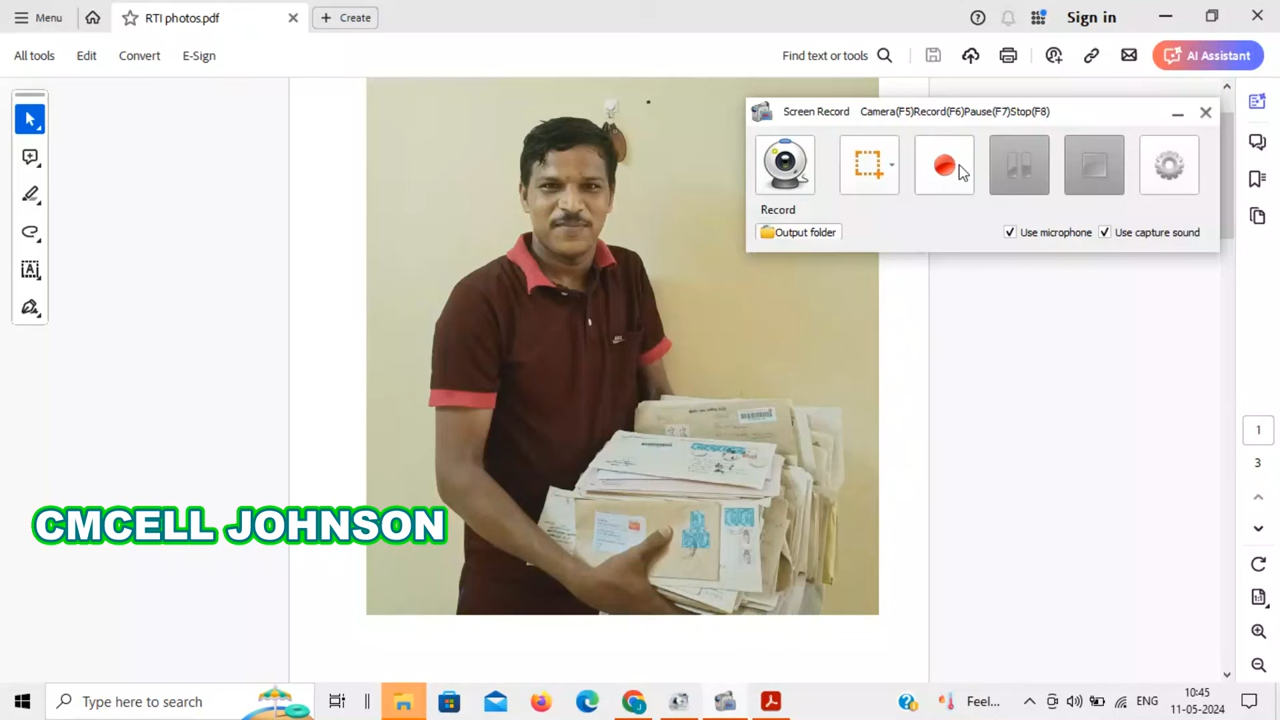 Menu
RTI photos.pdf
Create
Sign in
All tools
Edit
Convert
E-Sign
Find text or tools
AI Assistant
Screen Record Camera(F5)Record(F6)Pause(F7)Stop(F8)
Record
Output folder
Use microphone
Use capture sound
1
3
CMCELL JOHNSON
Type here to search
Feel...
ENG
10:45
11-05-2024